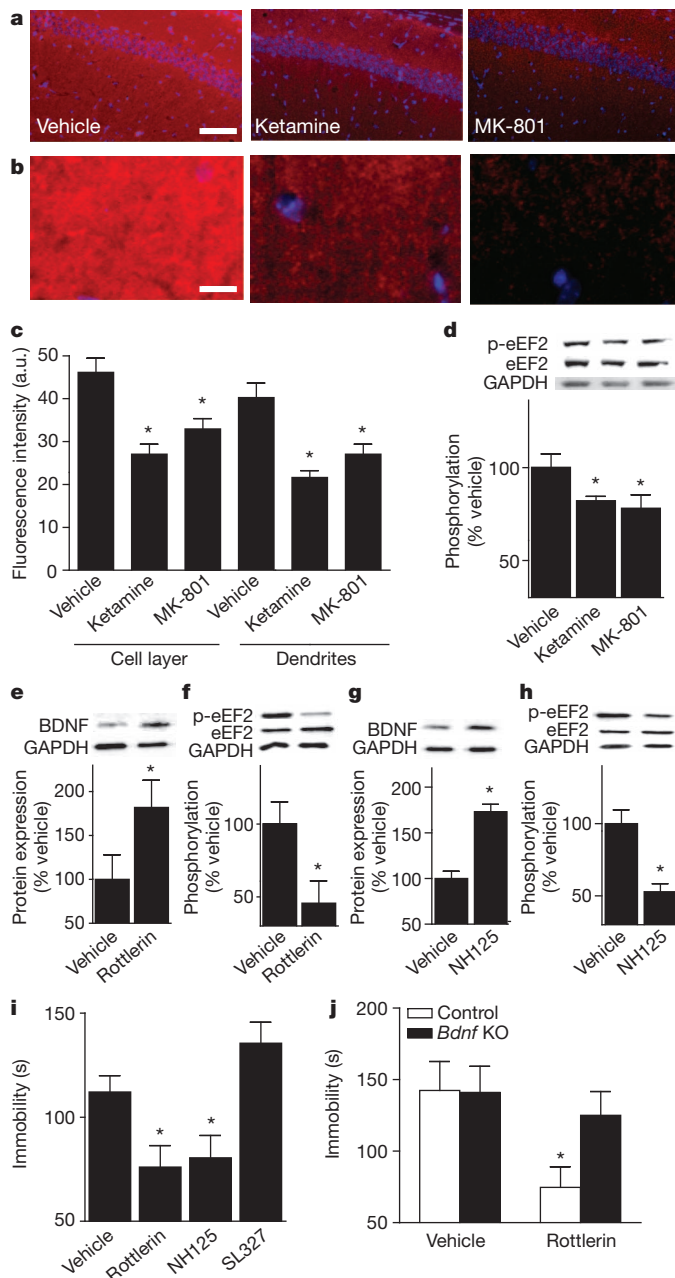 a
Vehicle
Ketamine
MK-801
b
c
Fluorescence intensity (a.u.)
50
40
30
20
10
0
*
*
*
*
Vehicle
Ketamine
MK-801
Vehicle
Ketamine
MK-801
Cell layer
Dendrites
d
p-eEF2
eEF2
GAPDH
Phosphorylation
(% vehicle)
100
50
*
*
Vehicle
Ketamine
MK-801
e
BDNF
GAPDH
Protein expression
(% vehicle)
200
150
100
50
*
Vehicle
Rottlerin
f
p-eEF2
eEF2
GAPDH
Phosphorylation
(% vehicle)
100
50
*
Vehicle
Rottlerin
g
BDNF
GAPDH
Protein expression
(% vehicle)
200
150
100
50
*
Vehicle
NH125
h
p-eEF2
eEF2
GAPDH
Phosphorylation
(% vehicle)
100
50
*
Vehicle
NH125
i
Immobility (s)
150
100
50
*
*
Vehicle
Rottlerin
NH125
SL327
j
Control
Bdnf KO
Immobility (s)
200
150
100
50
*
Vehicle
Rottlerin